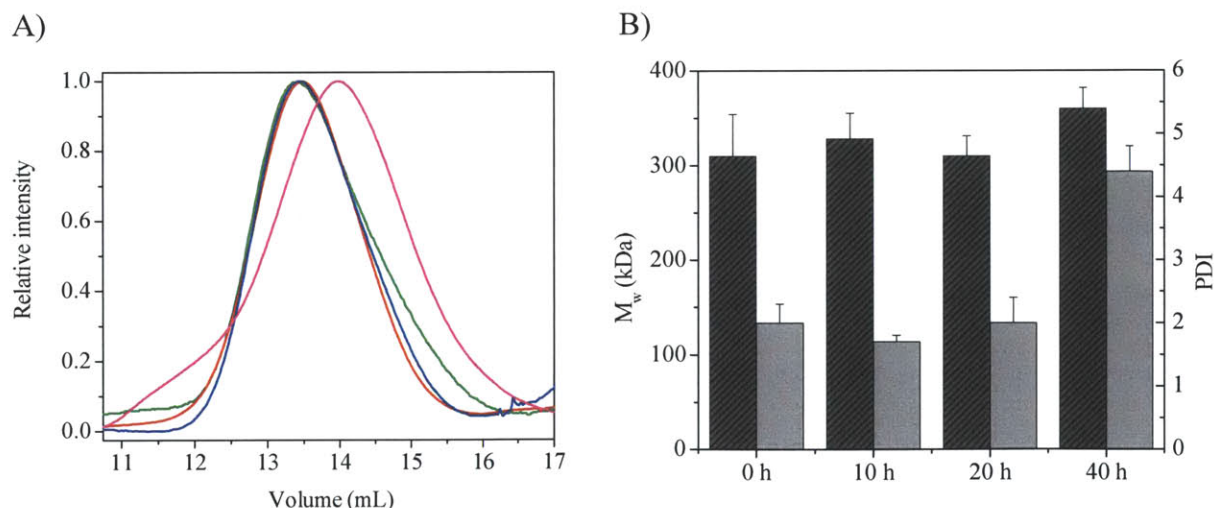 A)
Relative intensity
1.0
0.8
0.6
0.4
0.2
0.0
11 12 13 14 15 16 17
Volume (mL)
B)
M_w (kDa)
400
300
200
100
0
0 h 10 h 20 h 40 h
6
5
4
3
2
1
0
PDI